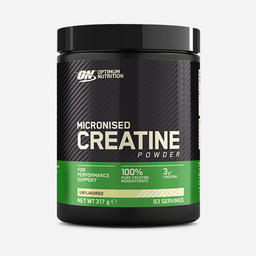 ON OPTIMUM
NUTRITION
MICRONISED
CREATINE
POWDER
FOR
PERFORMANCE
SUPPORT*
100%
PURE CREATINE
MONOHYDRATE
3g*
CREATINE
UNFLAVORED
NET WT 317 g ℮
93 SERVINGS